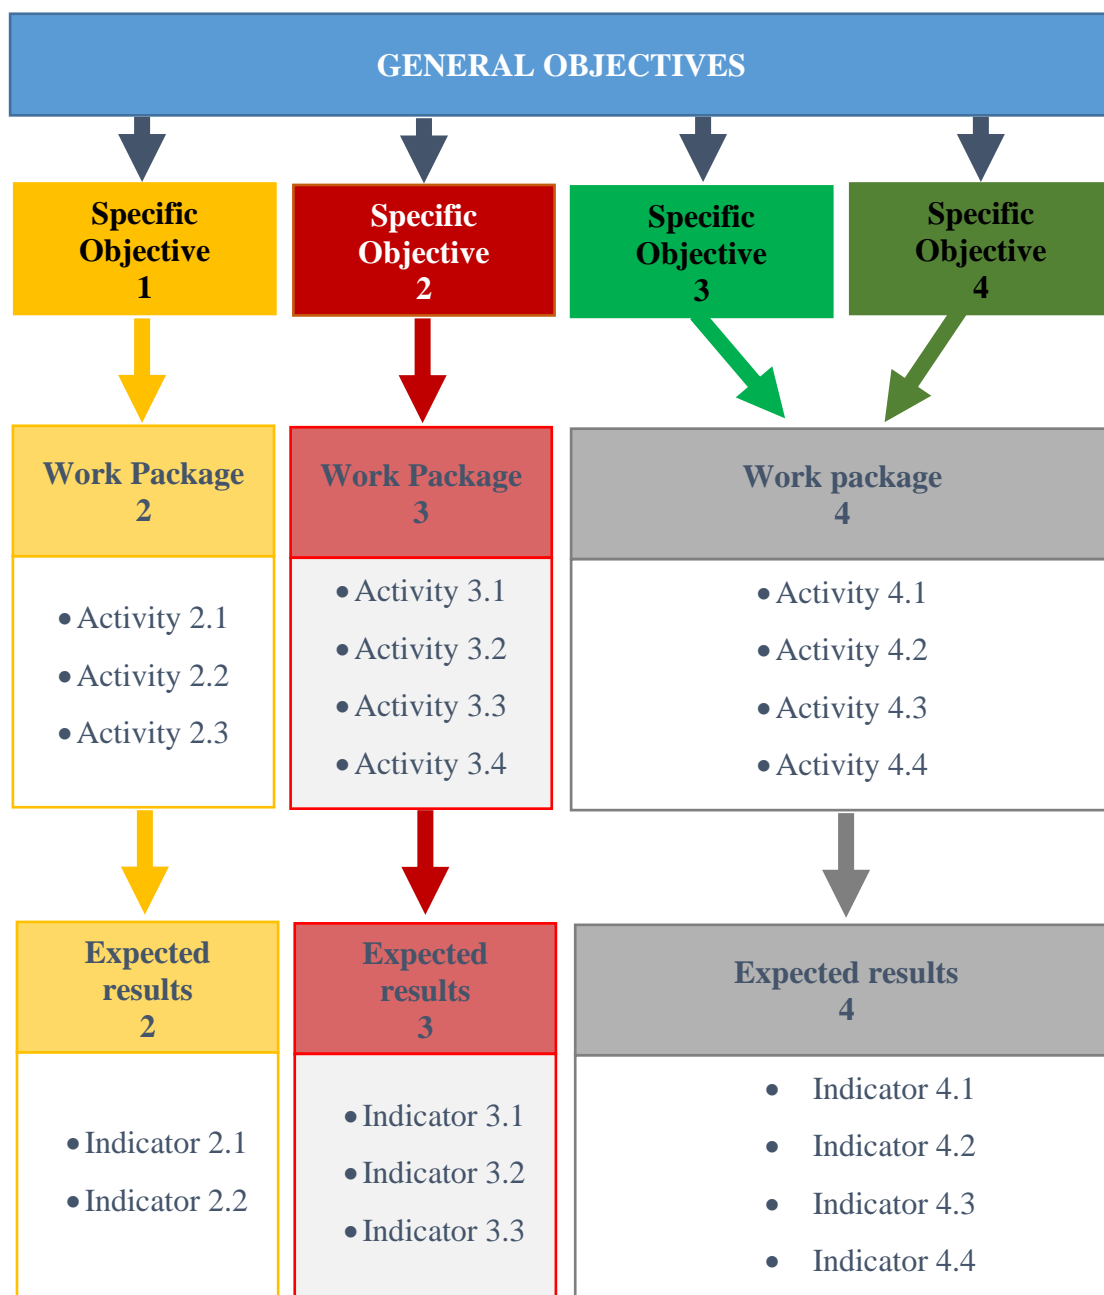 GENERAL OBJECTIVES
Specific
Objective
1
Specific
Objective
2
Specific
Objective
3
Specific
Objective
4
Work Package
2
• Activity 2.1
• Activity 2.2
• Activity 2.3
Work Package
3
• Activity 3.1
• Activity 3.2
• Activity 3.3
• Activity 3.4
Work package
4
• Activity 4.1
• Activity 4.2
• Activity 4.3
• Activity 4.4
Expected
results
2
• Indicator 2.1
• Indicator 2.2
Expected
results
3
• Indicator 3.1
• Indicator 3.2
• Indicator 3.3
Expected results
4
• Indicator 4.1
• Indicator 4.2
• Indicator 4.3
• Indicator 4.4